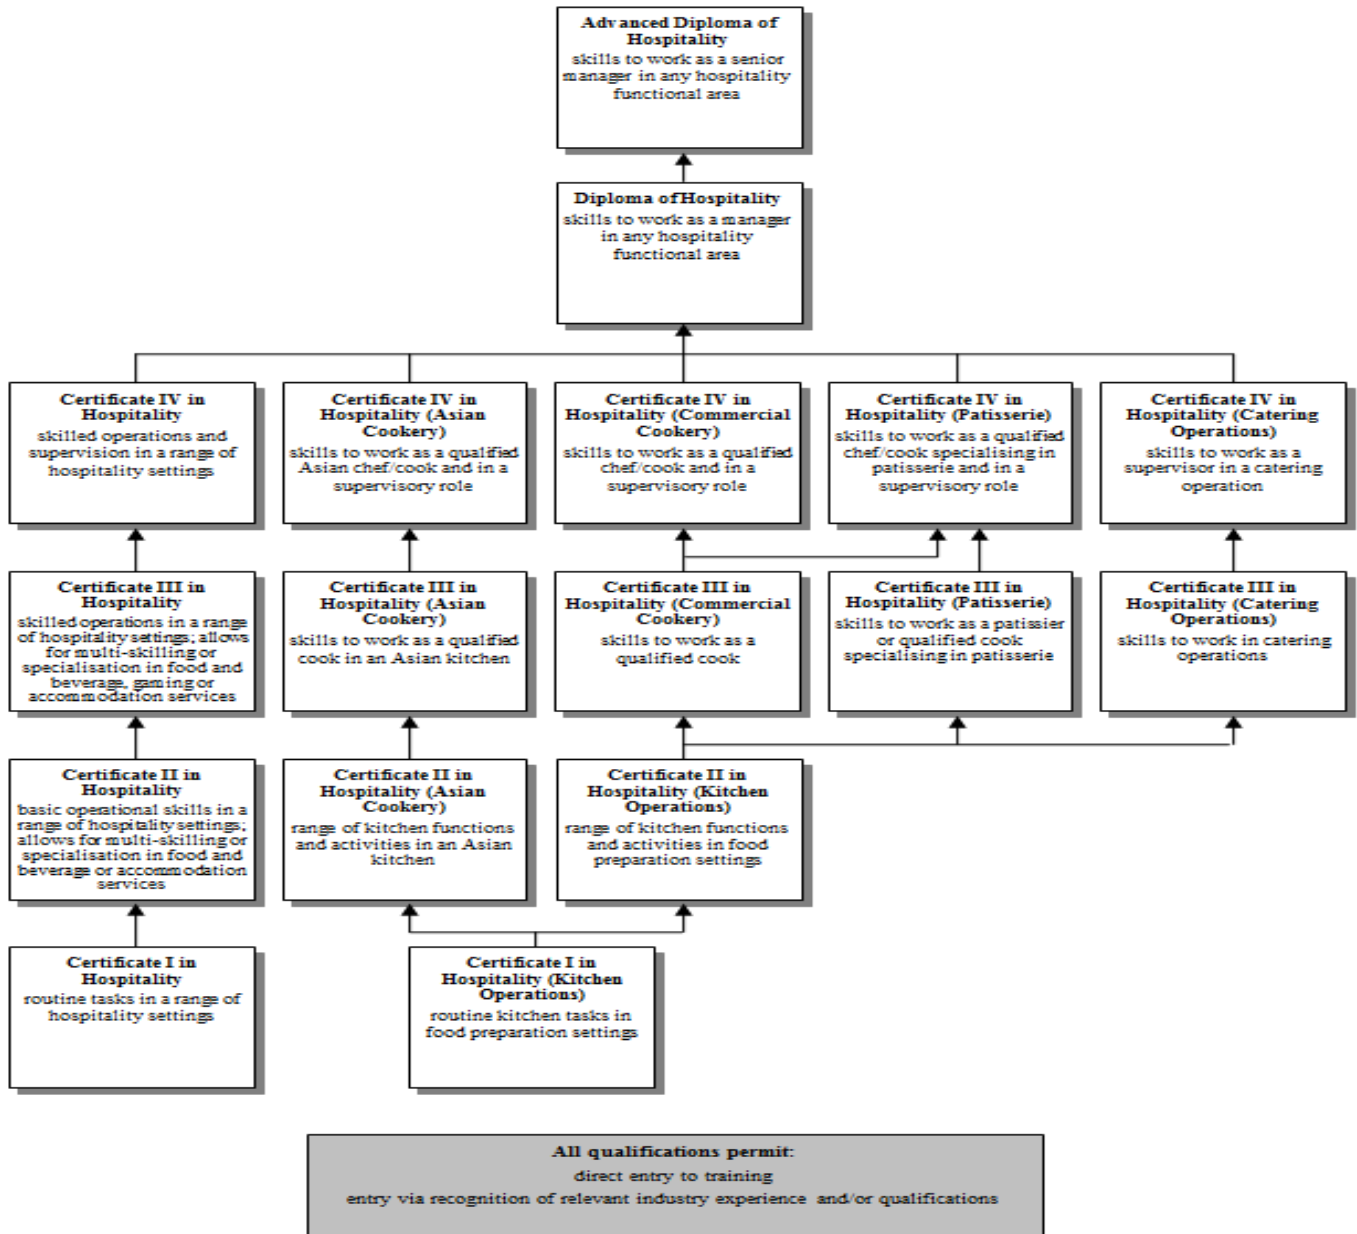 Advanced Diploma of
Hospitality
skills to work as a senior
manager in any hospitality
functional area
Diploma of Hospitality
skills to work as a manager
in any hospitality
functional area
Certificate IV in
Hospitality
skilled operations and
supervision in a range of
hospitality settings
Certificate IV in
Hospitality (Asian
Cookery)
skills to work as a qualified
Asian chef/cook and in a
supervisory role
Certificate IV in
Hospitality (Commercial
Cookery)
skills to work as a qualified
chef/cook and in a
supervisory role
Certificate IV in
Hospitality (Patisserie)
skills to work as a qualified
chef/cook specialising in
patisserie and in a
supervisory role
Certificate IV in
Hospitality (Catering
Operations)
skills to work as a
supervisor in a catering
operation
Certificate III in
Hospitality
skilled operations in a range
of hospitality settings; allows
for multi-skilling or
specialisation in food and
beverage, gaming or
accommodation services
Certificate III in
Hospitality (Asian
Cookery)
skills to work as a qualified
cook in an Asian kitchen
Certificate III in
Hospitality (Commercial
Cookery)
skills to work as a
qualified cook
Certificate III in
Hospitality (Patisserie)
skills to work as a patissier
or qualified cook
specialising in patisserie
Certificate III in
Hospitality (Catering
Operations)
skills to work in catering
operations
Certificate II in
Hospitality
basic operational skills in a
range of hospitality settings;
allows for multi-skilling or
specialisation in food and
beverage or accommodation
services
Certificate II in
Hospitality (Asian
Cookery)
range of kitchen functions
and activities in an Asian
kitchen
Certificate II in
Hospitality (Kitchen
Operations)
range of kitchen functions
and activities in food
preparation settings
Certificate I in
Hospitality
routine tasks in a range of
hospitality settings
Certificate I in
Hospitality (Kitchen
Operations)
routine kitchen tasks in
food preparation settings
All qualifications permit:
direct entry to training
entry via recognition of relevant industry experience and/or qualifications